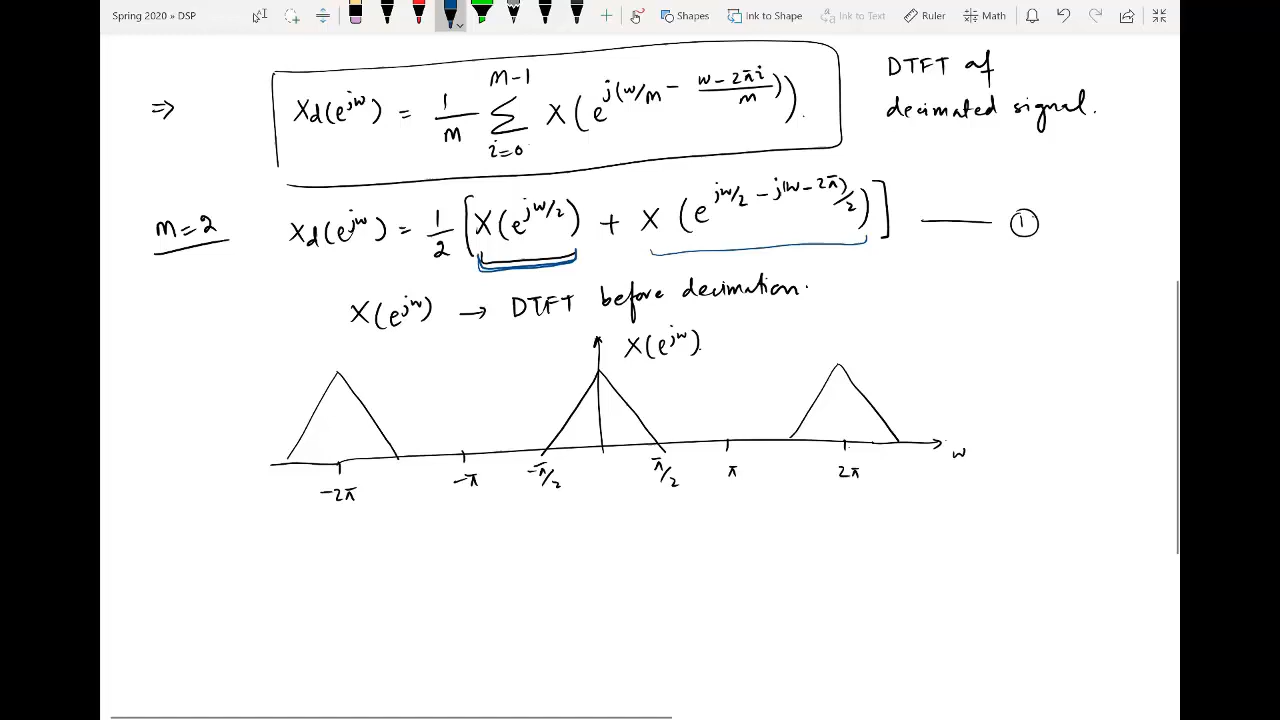 Spring 2020 » DSP Shapes Ink to Shape Ink to Text Ruler Math
⇒ Xd(e^jw) = 1/m M-1 Σ i=0 X(e^j(w/m - (w-2πi)/m)) DTFT of
decimated signal.
m=2 Xd(e^jw) = 1/2 [X(e^jw/2) + X(e^jw/2 - j(w-2π)/2)] —— ①
X(e^jw) → DTFT before decimation.
X(e^jw)
-2π -π -π/2 π/2 π 2π w